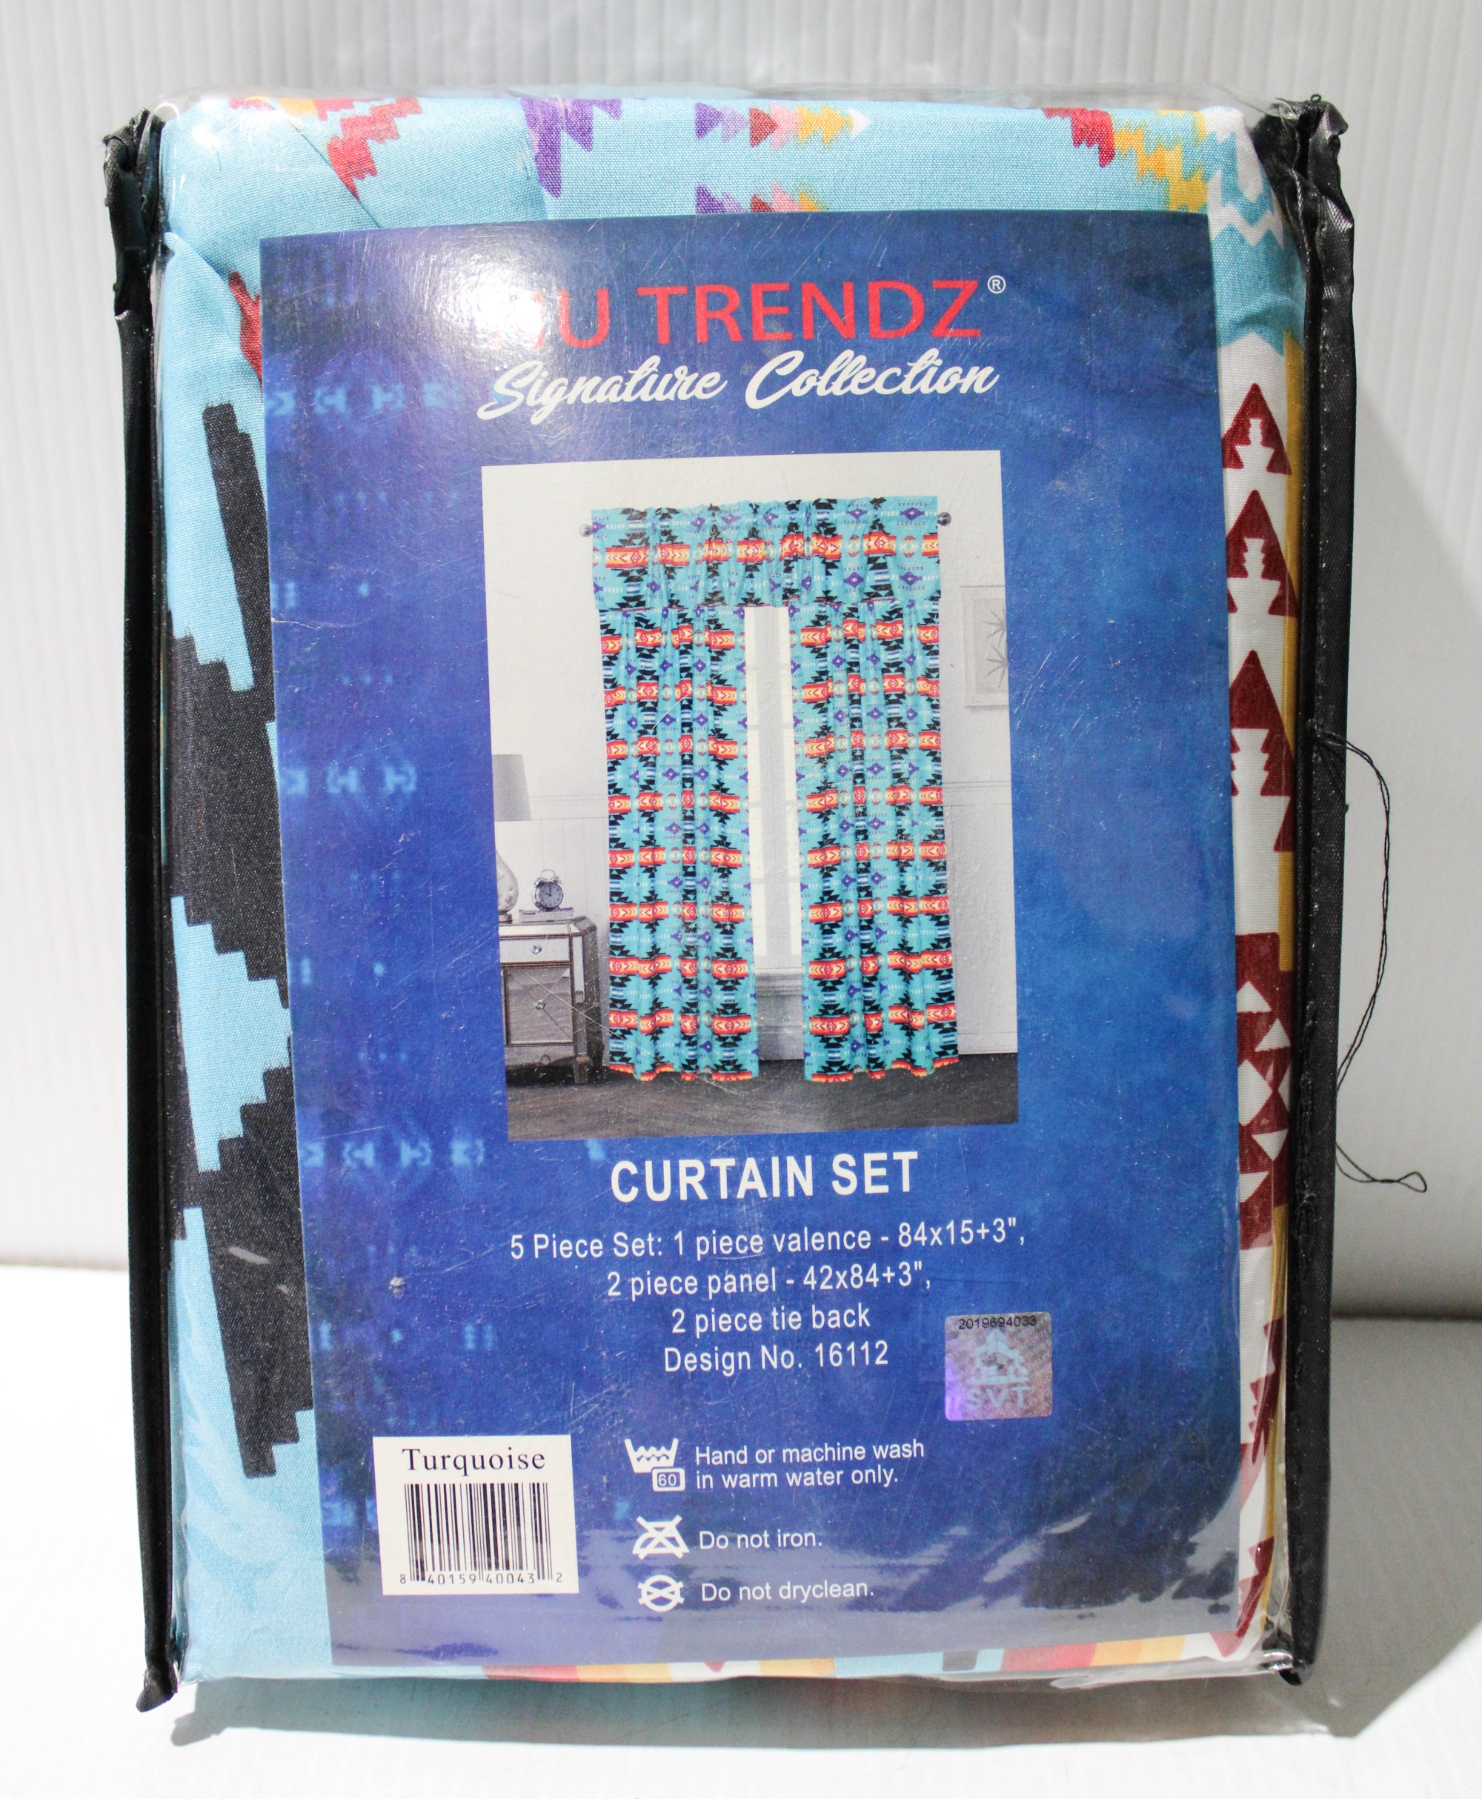 NU TRENDZ®
Signature Collection
CURTAIN SET
5 Piece Set: 1 piece valence - 84x15+3",
2 piece panel - 42x84+3",
2 piece tie back
Design No. 16112
2019694033
SVT
Turquoise
8 40159 40043 2
60
Hand or machine wash
in warm water only.
Do not iron.
Do not dryclean.